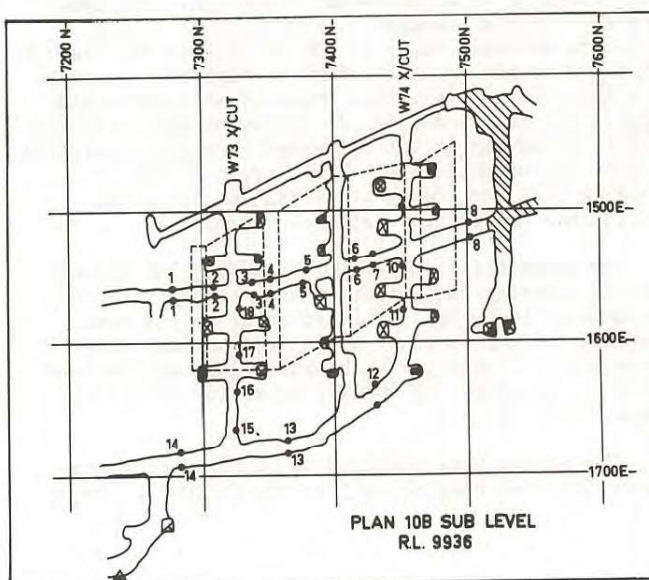 7200 N
7300 N
7400 N
7500 N
7600 N
W73 X/CUT
W74 X/CUT
1500E
8
6
8
5
4
3
2
1
6
7
10
5
4
3
2
1
18
11
17
1600E
12
16
15
13
14
13
14
1700E
PLAN 10B SUB LEVEL
R.L. 9936